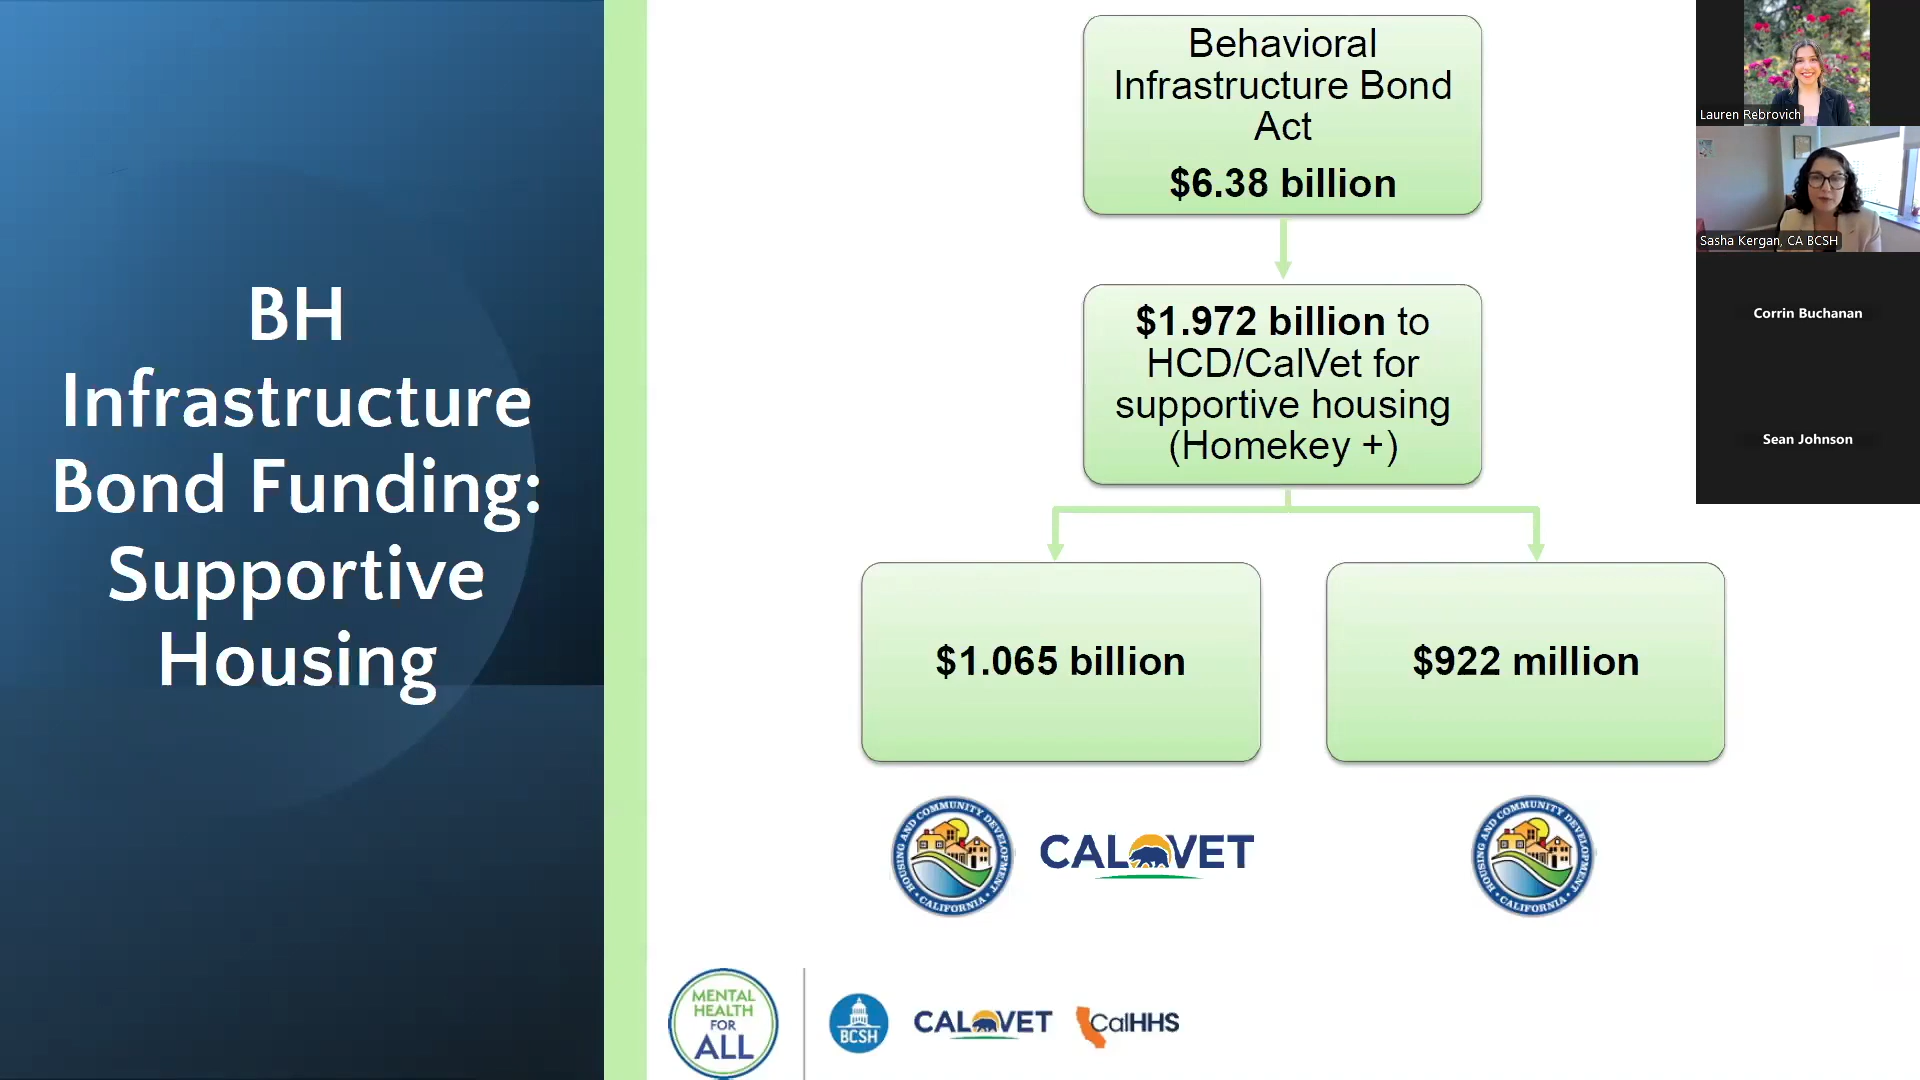 BH
Infrastructure
Bond Funding:
Supportive
Housing
Behavioral
Infrastructure Bond
Act
$6.38 billion
$1.972 billion to
HCD/CalVet for
supportive housing
(Homekey +)
$1.065 billion
$922 million
HOUSING AND COMMUNITY DEVELOPMENT
CALIFORNIA
CALVET
HOUSING AND COMMUNITY DEVELOPMENT
CALIFORNIA
MENTAL
HEALTH
FOR
ALL
BCSH
CALVET
CalHHS
Lauren Rebrovich
Sasha Kergan, CA BCSH
Corrin Buchanan
Sean Johnson